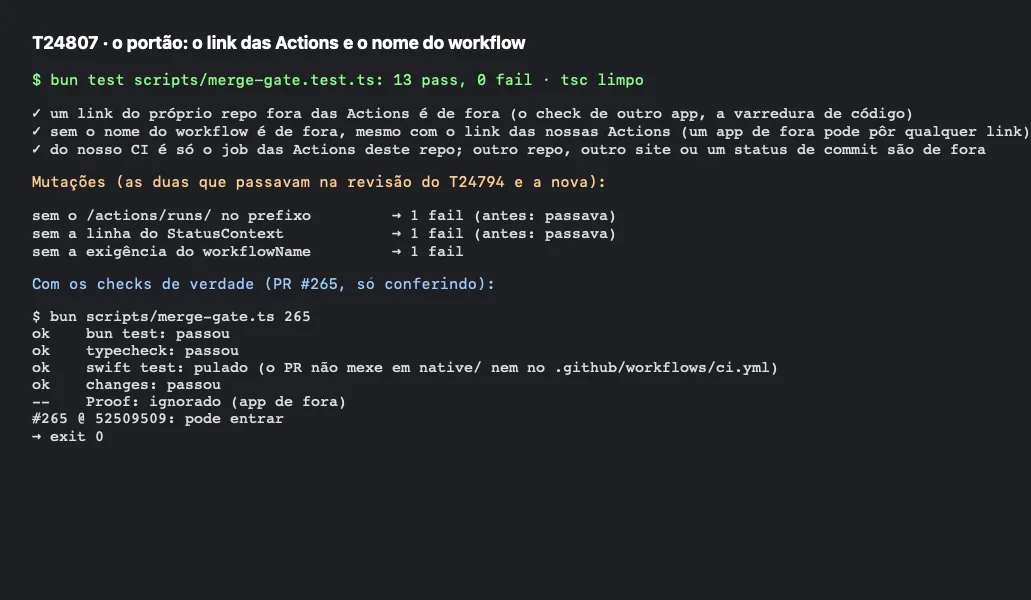 T24807 · o portão: o link das Actions e o nome do workflow
$ bun test scripts/merge-gate.test.ts: 13 pass, 0 fail · tsc limpo
✓ um link do próprio repo fora das Actions é de fora (o check de outro app, a varredura de código)
✓ sem o nome do workflow é de fora, mesmo com o link das nossas Actions (um app de fora pode pôr qualquer link)
✓ do nosso CI é só o job das Actions deste repo; outro repo, outro site ou um status de commit são de fora
Mutações (as duas que passavam na revisão do T24794 e a nova):
sem o /actions/runs/ no prefixo → 1 fail (antes: passava)
sem a linha do StatusContext → 1 fail (antes: passava)
sem a exigência do workflowName → 1 fail
Com os checks de verdade (PR #265, só conferindo):
$ bun scripts/merge-gate.ts 265
ok bun test: passou
ok typecheck: passou
ok swift test: pulado (o PR não mexe em native/ nem no .github/workflows/ci.yml)
ok changes: passou
-- Proof: ignorado (app de fora)
#265 @ 52509509: pode entrar
→ exit 0